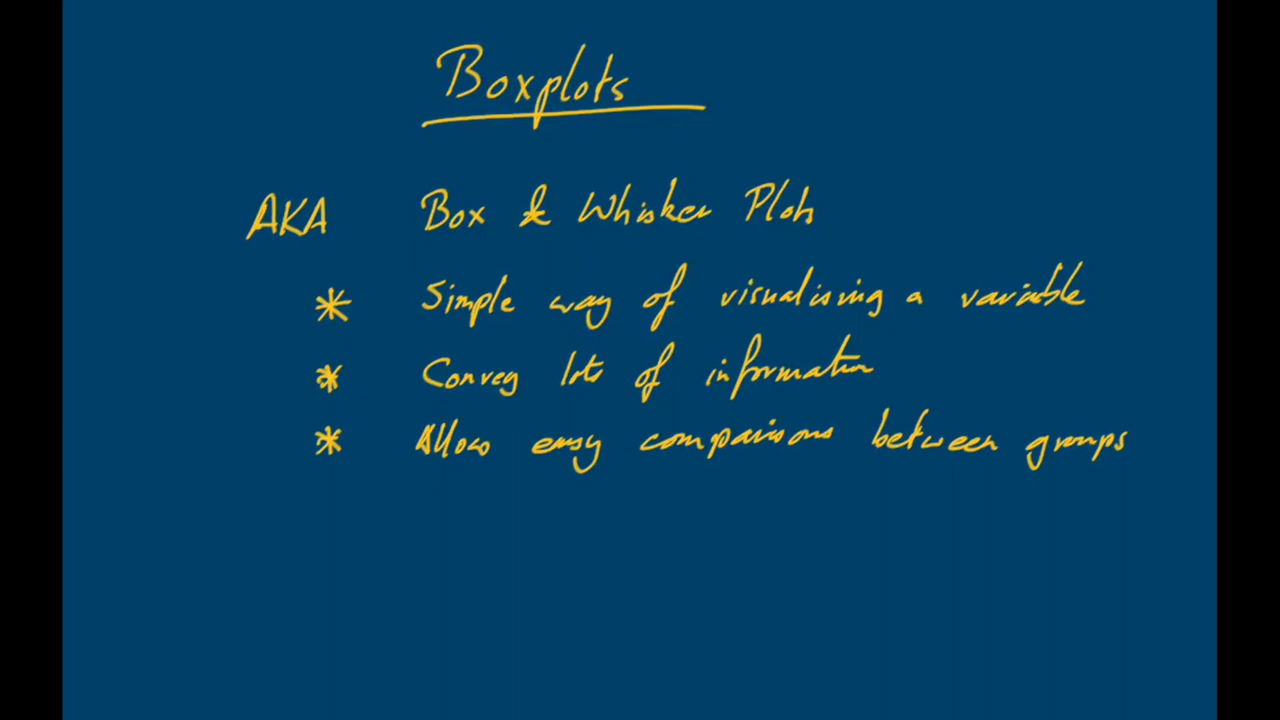 Boxplots
AKA Box & Whisker Plots
* Simple way of visualising a variable
* Convey lots of information
* Allow easy comparisons between groups